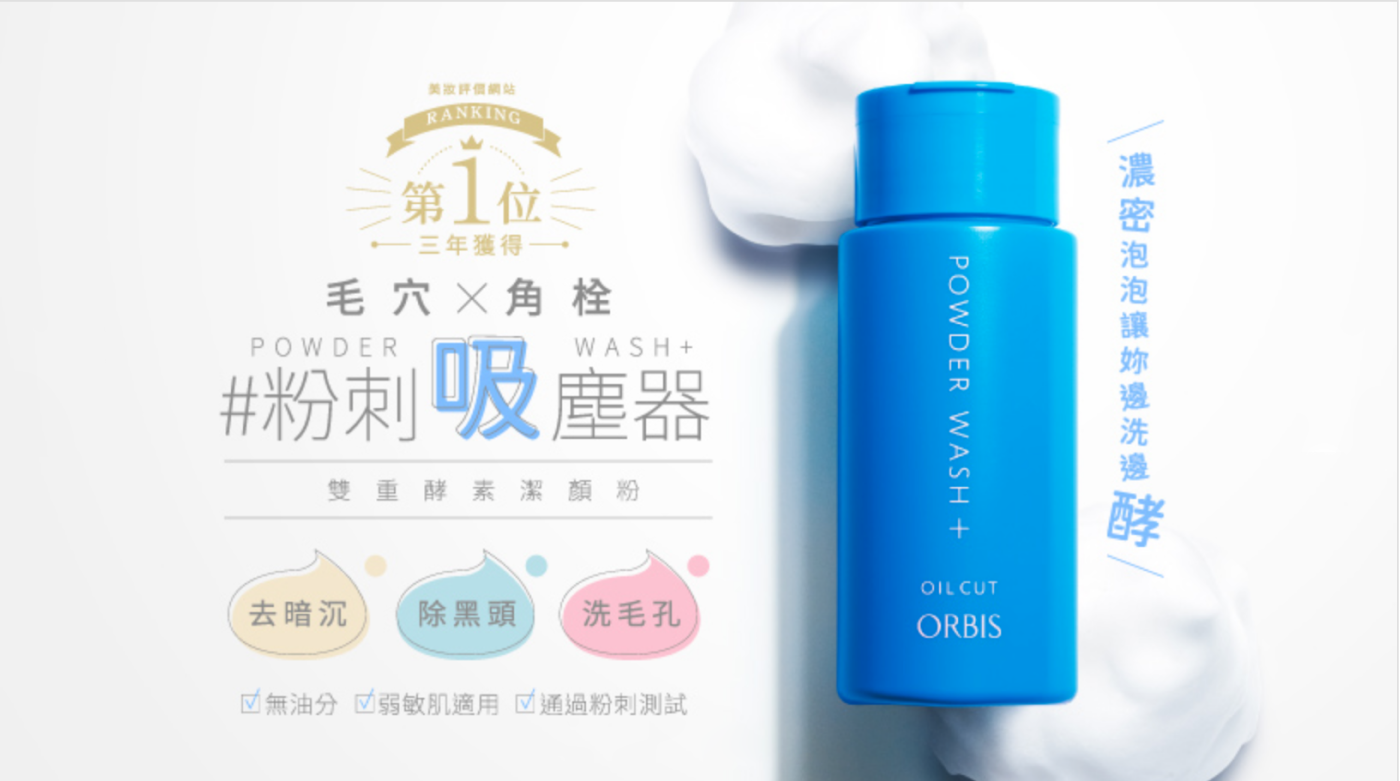 美妝評價網站
RANKING
第1位
三年獲得
毛穴×角栓
POWDER WASH+
#粉刺吸塵器
雙重酵素潔顏粉
去暗沉 除黑頭 洗毛孔
☑無油分 ☑弱敏肌適用 ☑通過粉刺測試
POWDER WASH+
OIL CUT
ORBIS
濃密泡泡讓妳邊洗邊酵